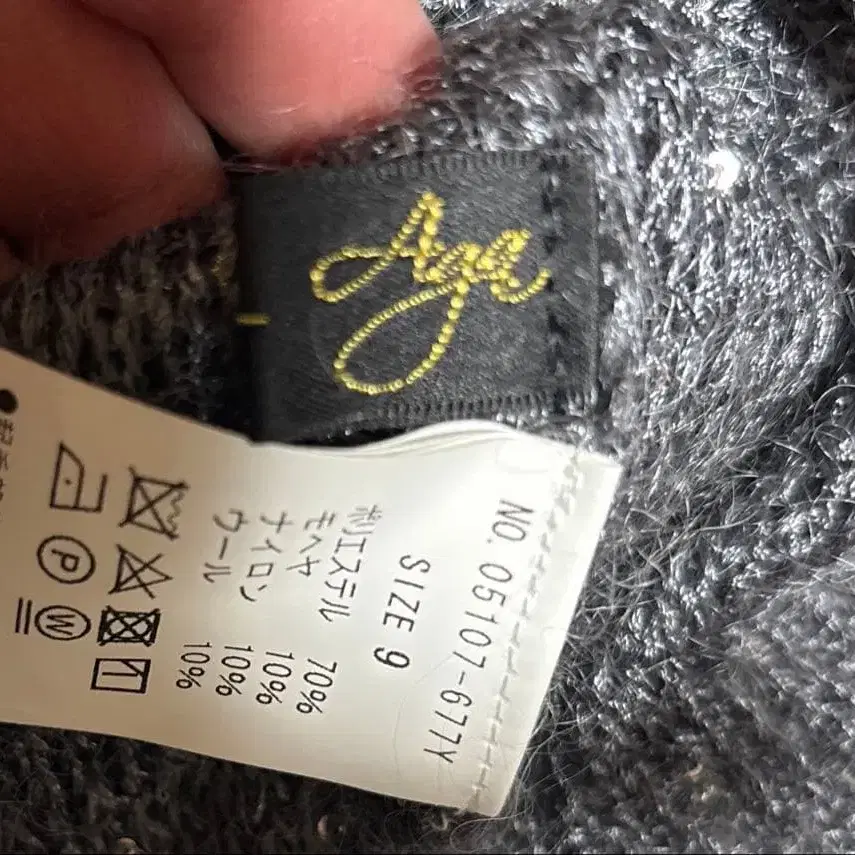 Aga
NO. 05107-677Y
SIZE 9
ポリエステル 70%
モヘヤ 10%
ナイロン 10%
ウール 10%
P
W